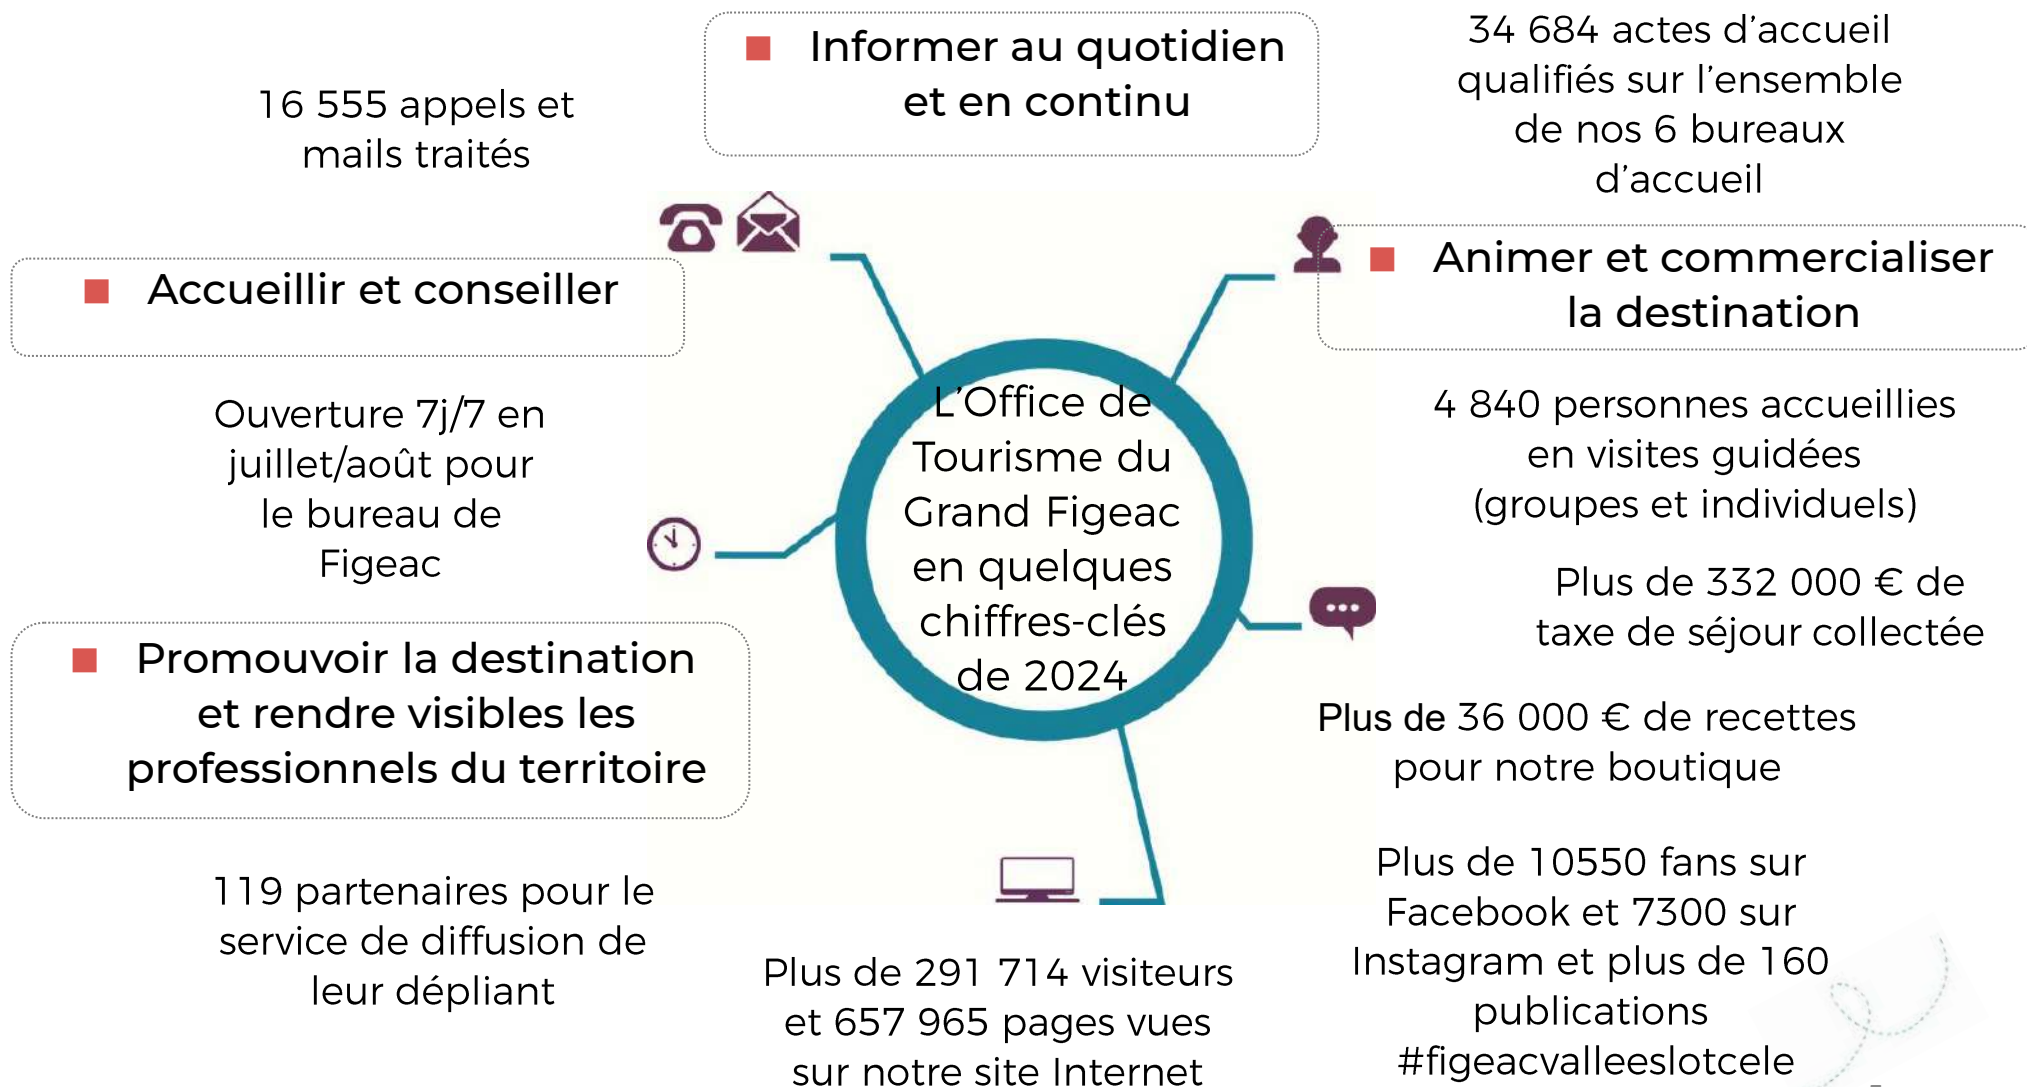 Informer au quotidien
et en continu
34 684 actes d’accueil
qualifiés sur l’ensemble
de nos 6 bureaux
d’accueil
16 555 appels et
mails traités
Accueillir et conseiller
Animer et commercialiser
la destination
Ouverture 7j/7 en
juillet/août pour
le bureau de
Figeac
L’Office de
Tourisme du
Grand Figeac
en quelques
chiffres-clés
de 2024
4 840 personnes accueillies
en visites guidées
(groupes et individuels)
Plus de 332 000 € de
taxe de séjour collectée
Promouvoir la destination
et rendre visibles les
professionnels du territoire
Plus de 36 000 € de recettes
pour notre boutique
119 partenaires pour le
service de diffusion de
leur dépliant
Plus de 291 714 visiteurs
et 657 965 pages vues
sur notre site Internet
Plus de 10550 fans sur
Facebook et 7300 sur
Instagram et plus de 160
publications
#figeacvalleeslotcele